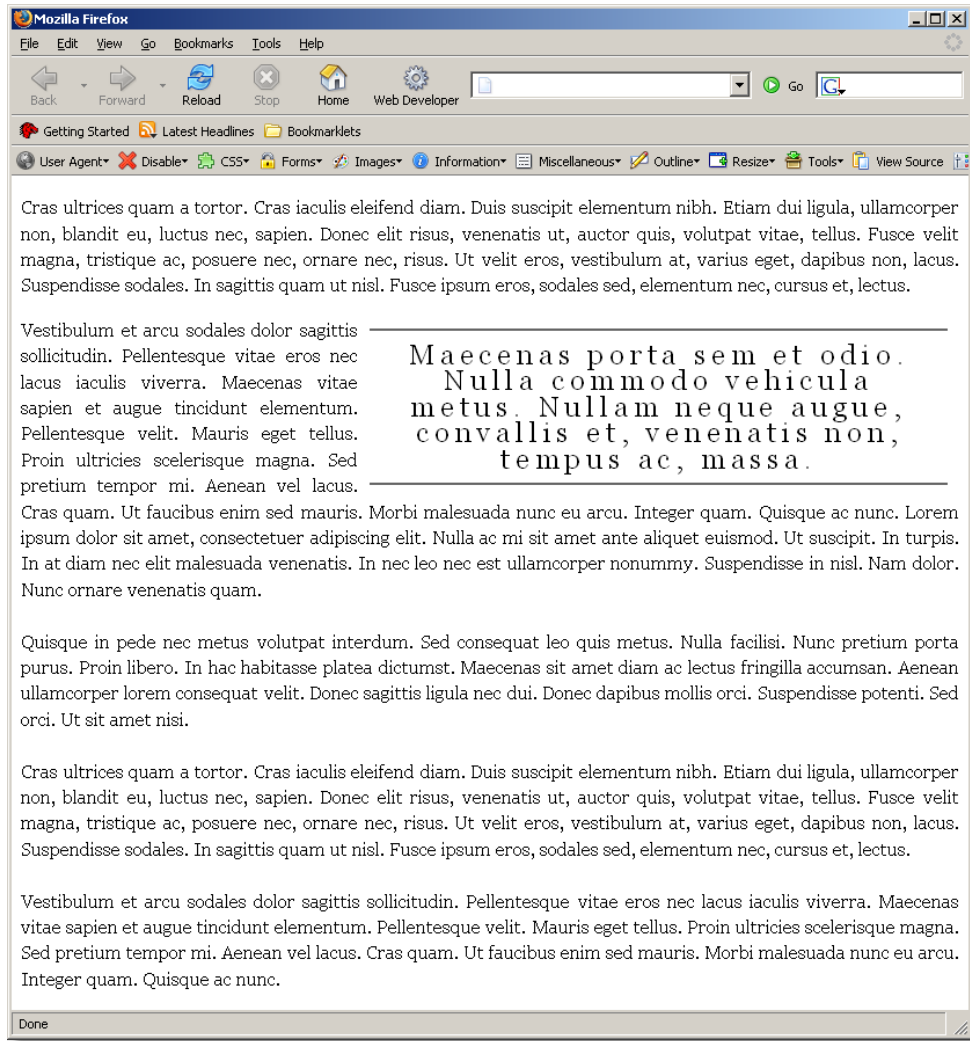 Mozilla Firefox
File Edit View Go Bookmarks Tools Help
Back Forward Reload Stop Home Web Developer Go G
Getting Started Latest Headlines Bookmarklets
User Agent Disable CSS Forms Images Information Miscellaneous Outline Resize Tools View Source
Cras ultrices quam a tortor. Cras iaculis eleifend diam. Duis suscipit elementum nibh. Etiam dui ligula, ullamcorper
non, blandit eu, luctus nec, sapien. Donec elit risus, venenatis ut, auctor quis, volutpat vitae, tellus. Fusce velit
magna, tristique ac, posuere nec, ornare nec, risus. Ut velit eros, vestibulum at, varius eget, dapibus non, lacus.
Suspendisse sodales. In sagittis quam ut nisl. Fusce ipsum eros, sodales sed, elementum nec, cursus et, lectus.
Vestibulum et arcu sodales dolor sagittis
sollicitudin. Pellentesque vitae eros nec
lacus iaculis viverra. Maecenas vitae
sapien et augue tincidunt elementum.
Pellentesque velit. Mauris eget tellus.
Proin ultricies scelerisque magna. Sed
pretium tempor mi. Aenean vel lacus.
Maecenas porta sem et odio.
Nulla commodo vehicula
metus. Nullam neque augue,
convallis et, venenatis non,
tempus ac, massa.
Cras quam. Ut faucibus enim sed mauris. Morbi malesuada nunc eu arcu. Integer quam. Quisque ac nunc. Lorem
ipsum dolor sit amet, consectetuer adipiscing elit. Nulla ac mi sit amet ante aliquet euismod. Ut suscipit. In turpis.
In at diam nec elit malesuada venenatis. In nec leo nec est ullamcorper nonummy. Suspendisse in nisl. Nam dolor.
Nunc ornare venenatis quam.
Quisque in pede nec metus volutpat interdum. Sed consequat leo quis metus. Nulla facilisi. Nunc pretium porta
purus. Proin libero. In hac habitasse platea dictumst. Maecenas sit amet diam ac lectus fringilla accumsan. Aenean
ullamcorper lorem consequat velit. Donec sagittis ligula nec dui. Donec dapibus mollis orci. Suspendisse potenti. Sed
orci. Ut sit amet nisi.
Cras ultrices quam a tortor. Cras iaculis eleifend diam. Duis suscipit elementum nibh. Etiam dui ligula, ullamcorper
non, blandit eu, luctus nec, sapien. Donec elit risus, venenatis ut, auctor quis, volutpat vitae, tellus. Fusce velit
magna, tristique ac, posuere nec, ornare nec, risus. Ut velit eros, vestibulum at, varius eget, dapibus non, lacus.
Suspendisse sodales. In sagittis quam ut nisl. Fusce ipsum eros, sodales sed, elementum nec, cursus et, lectus.
Vestibulum et arcu sodales dolor sagittis sollicitudin. Pellentesque vitae eros nec lacus iaculis viverra. Maecenas
vitae sapien et augue tincidunt elementum. Pellentesque velit. Mauris eget tellus. Proin ultricies scelerisque magna.
Sed pretium tempor mi. Aenean vel lacus. Cras quam. Ut faucibus enim sed mauris. Morbi malesuada nunc eu arcu.
Integer quam. Quisque ac nunc.
Done